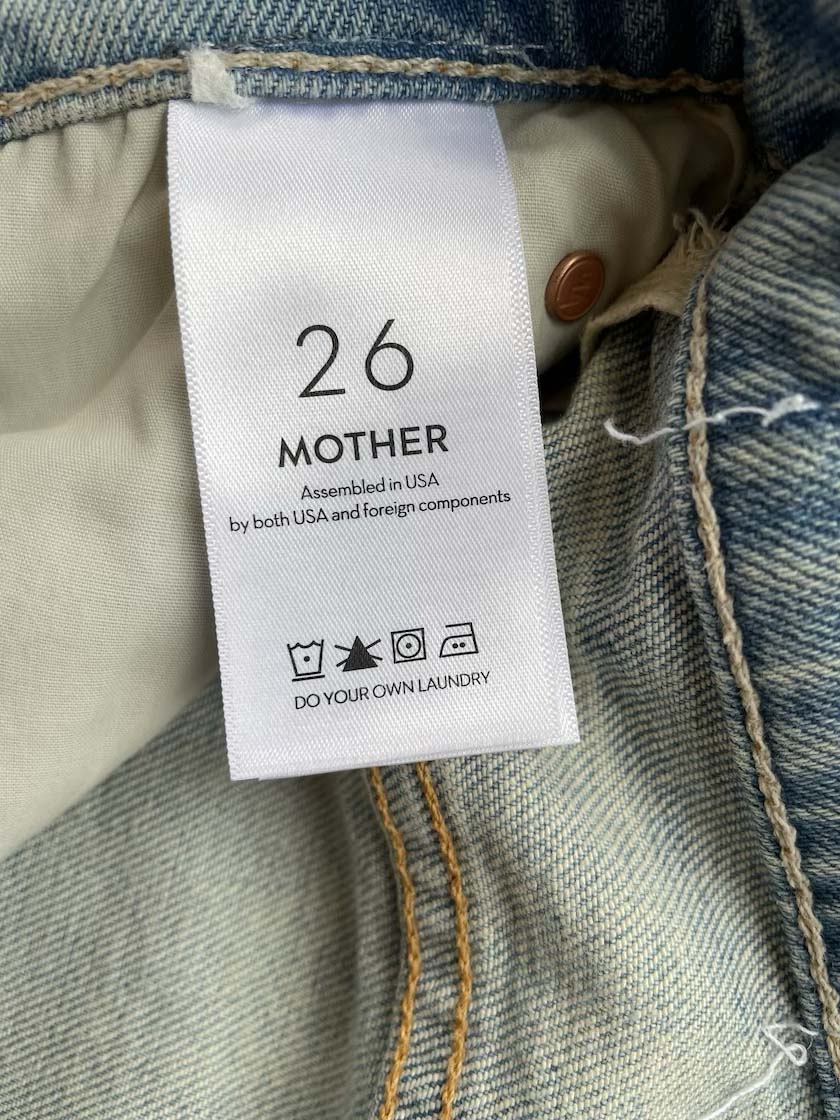 26
MOTHER
Assembled in USA
by both USA and foreign components
DO YOUR OWN LAUNDRY